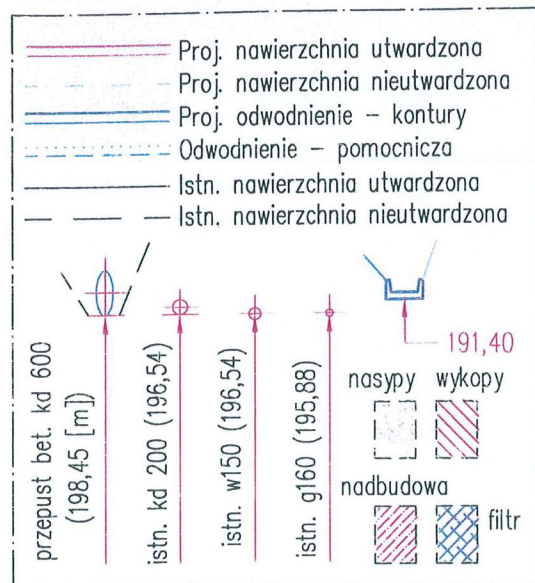 Proj. nawierzchnia utwardzona
Proj. nawierzchnia nieutwardzona
Proj. odwodnienie – kontury
Odwodnienie – pomocnicza
Istn. nawierzchnia utwardzona
Istn. nawierzchnia nieutwardzona
przepust bet. kd 600
(198,45 [m])
istn. kd 200 (196,54)
istn. w150 (196,54)
istn. g160 (195,88)
191,40
nasypy wykopy
nadbudowa
filtr